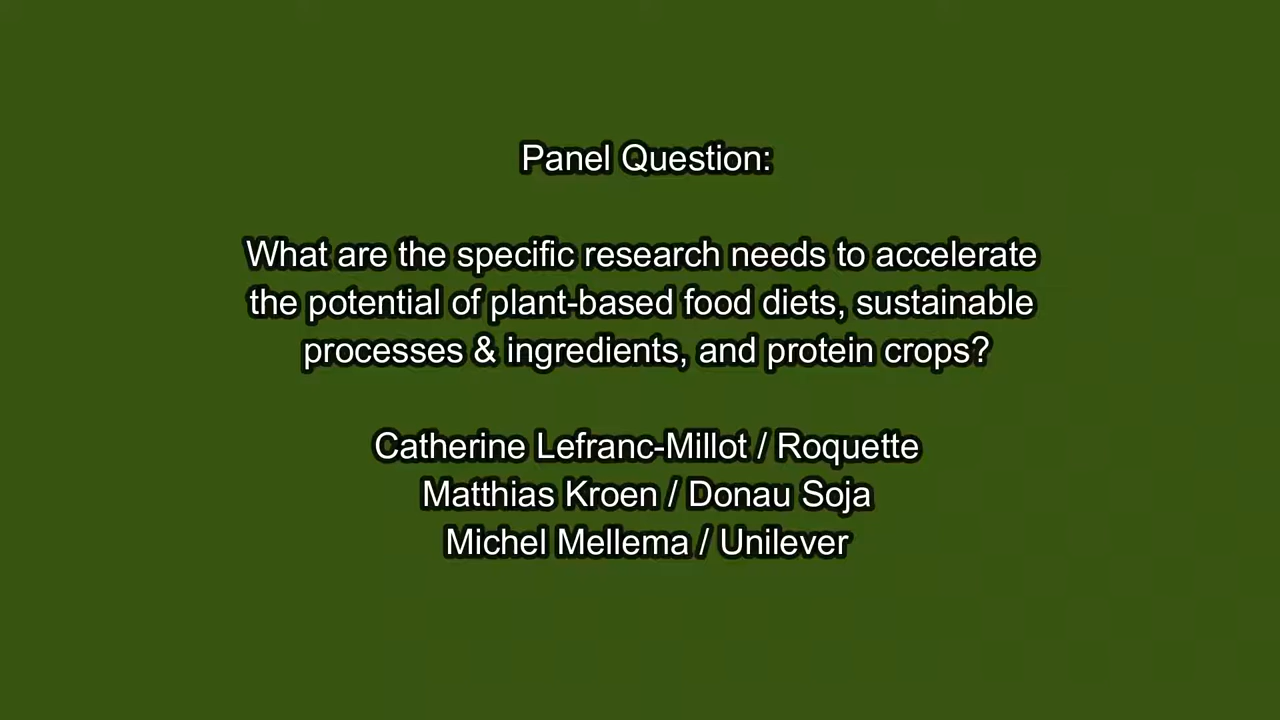 Panel Question:
What are the specific research needs to accelerate
the potential of plant-based food diets, sustainable
processes & ingredients, and protein crops?
Catherine Lefranc-Millot / Roquette
Matthias Kroen / Donau Soja
Michel Mellema / Unilever